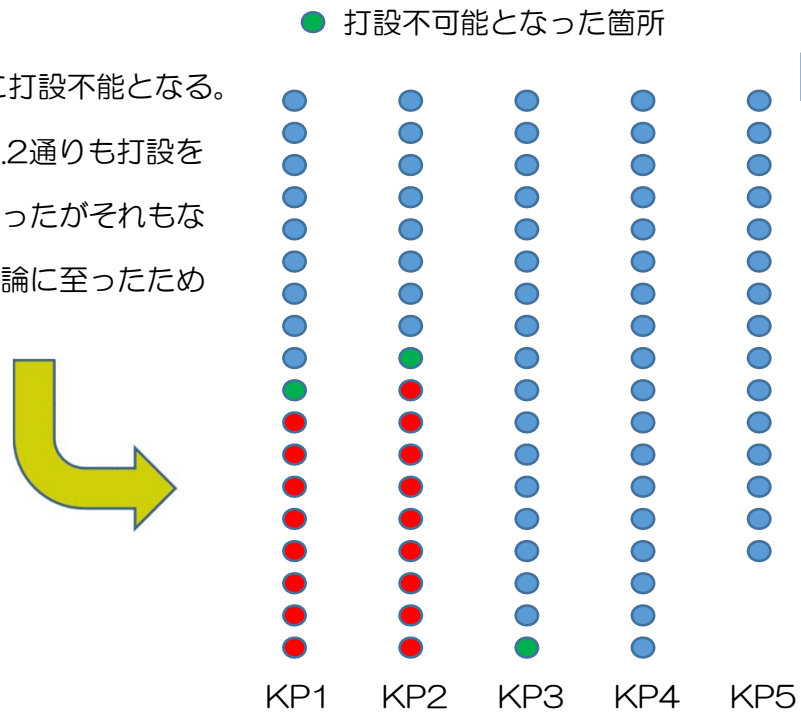 打設不可能となった箇所
に打設不能となる。
.2通りも打設を
ったがそれもな
論に至ったため
KP1 KP2 KP3 KP4 KP5